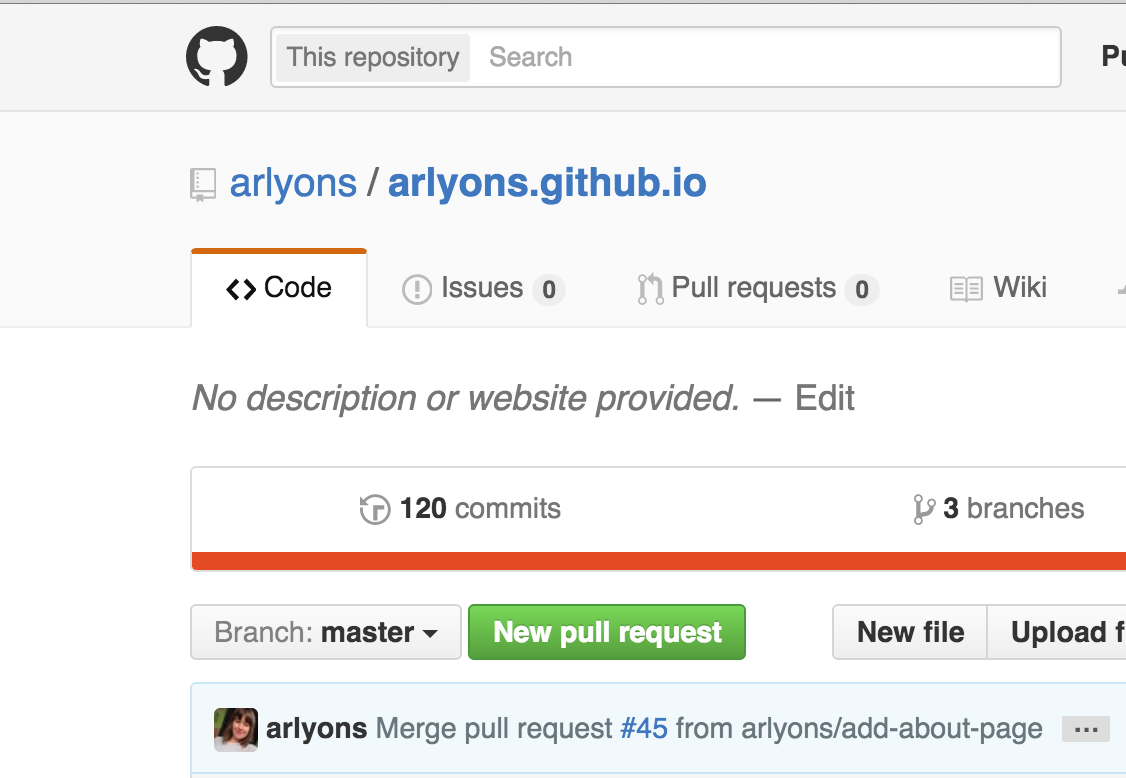 This repository Search Pu
arlyons / arlyons.github.io
Code Issues 0 Pull requests 0 Wiki
No description or website provided. — Edit
120 commits 3 branches
Branch: master New pull request New file Upload f
arlyons Merge pull request #45 from arlyons/add-about-page ...